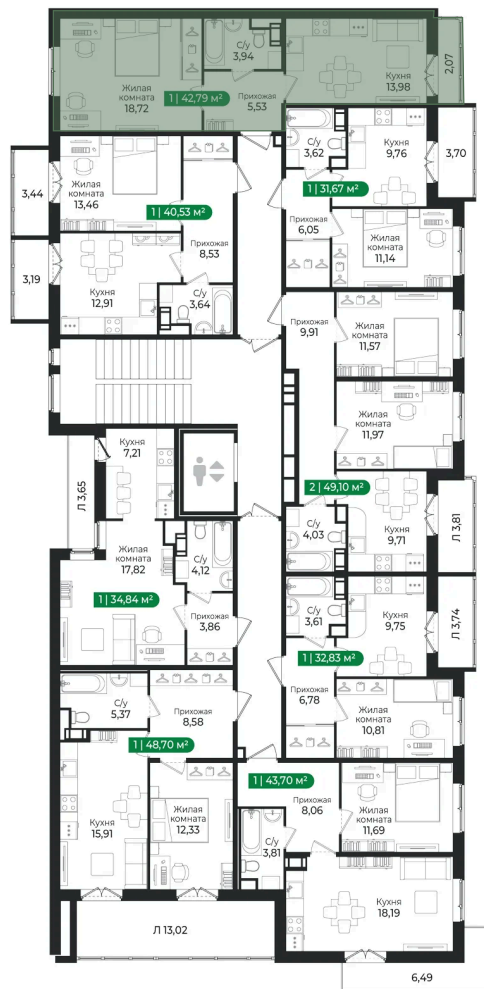 С/у
3,94
Жилая
комната
18,72
1 | 42,79 м²
Прихожая
5,53
Кухня
13,98
2,07
С/у
3,62
Кухня
9,76
3,70
3,44
Жилая
комната
13,46
1 | 40,53 м²
1 | 31,67 м²
6,05
Жилая
комната
11,14
Прихожая
8,53
3,19
Кухня
12,91
С/у
3,64
Прихожая
9,91
Жилая
комната
11,57
Жилая
комната
11,97
Кухня
7,21
Л 3,65
2 | 49,10 м²
С/у
4,03
Кухня
9,71
Л 3,81
Жилая
комната
17,82
С/у
4,12
1 | 34,84 м²
Прихожая
3,86
С/у
3,61
Кухня
9,75
Л 3,74
1 | 32,83 м²
6,78
Жилая
комната
10,81
С/у
5,37
Прихожая
8,58
1 | 48,70 м²
1 | 43,70 м²
Прихожая
8,06
Жилая
комната
11,69
Кухня
15,91
Жилая
комната
12,33
С/у
3,81
Кухня
18,19
Л 13,02
6,49